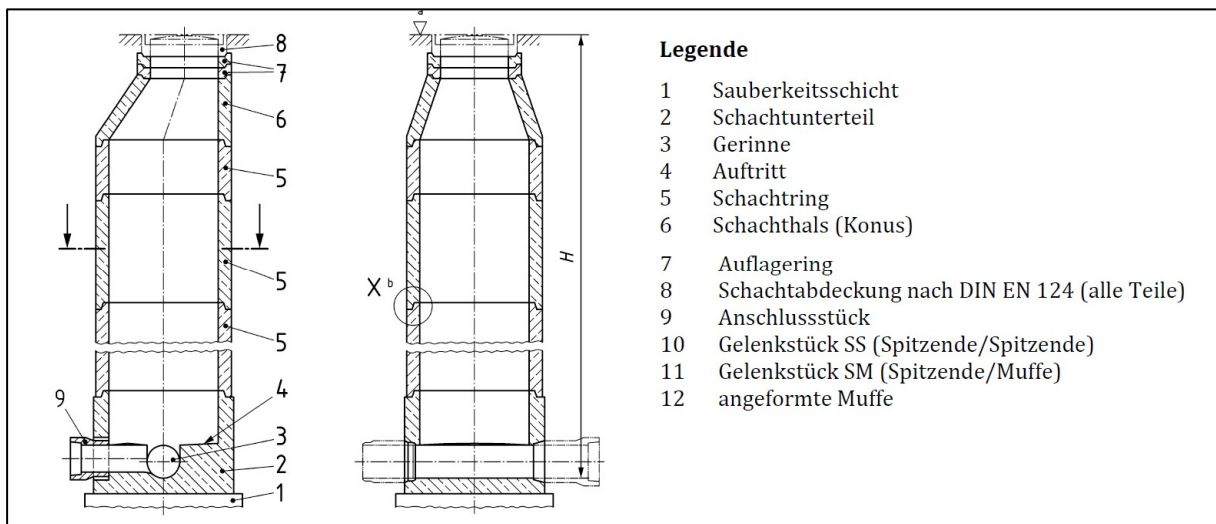 a
8
7
6
5
5
5
9
4
3
2
1
H
X b
Legende
1 Sauberkeitsschicht
2 Schachtunterteil
3 Gerinne
4 Auftritt
5 Schachtring
6 Schachthals (Konus)
7 Auflagering
8 Schachtabdeckung nach DIN EN 124 (alle Teile)
9 Anschlussstück
10 Gelenkstück SS (Spitzende/Spitzende)
11 Gelenkstück SM (Spitzende/Muffe)
12 angeformte Muffe